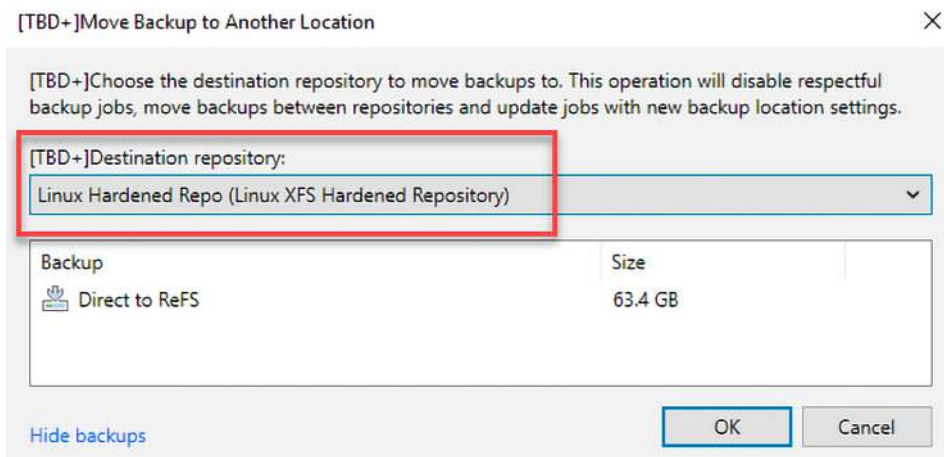 [TBD+]Move Backup to Another Location
[TBD+]Choose the destination repository to move backups to. This operation will disable respectful
backup jobs, move backups between repositories and update jobs with new backup location settings.
[TBD+]Destination repository:
Linux Hardened Repo (Linux XFS Hardened Repository)
Backup Size
Direct to ReFS 63.4 GB
Hide backups OK Cancel